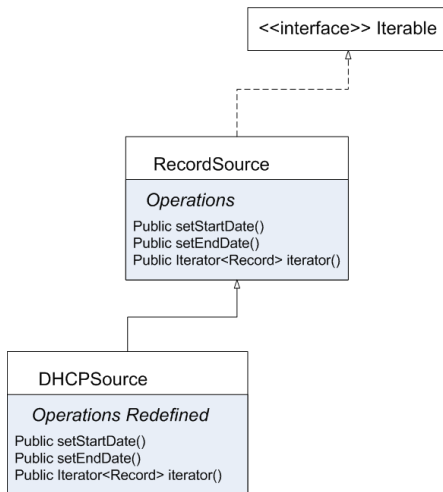 <<interface>> Iterable
RecordSource
Operations
Public setStartDate()
Public setEndDate()
Public Iterator<Record> iterator()
DHCPSource
Operations Redefined
Public setStartDate()
Public setEndDate()
Public Iterator<Record> iterator()